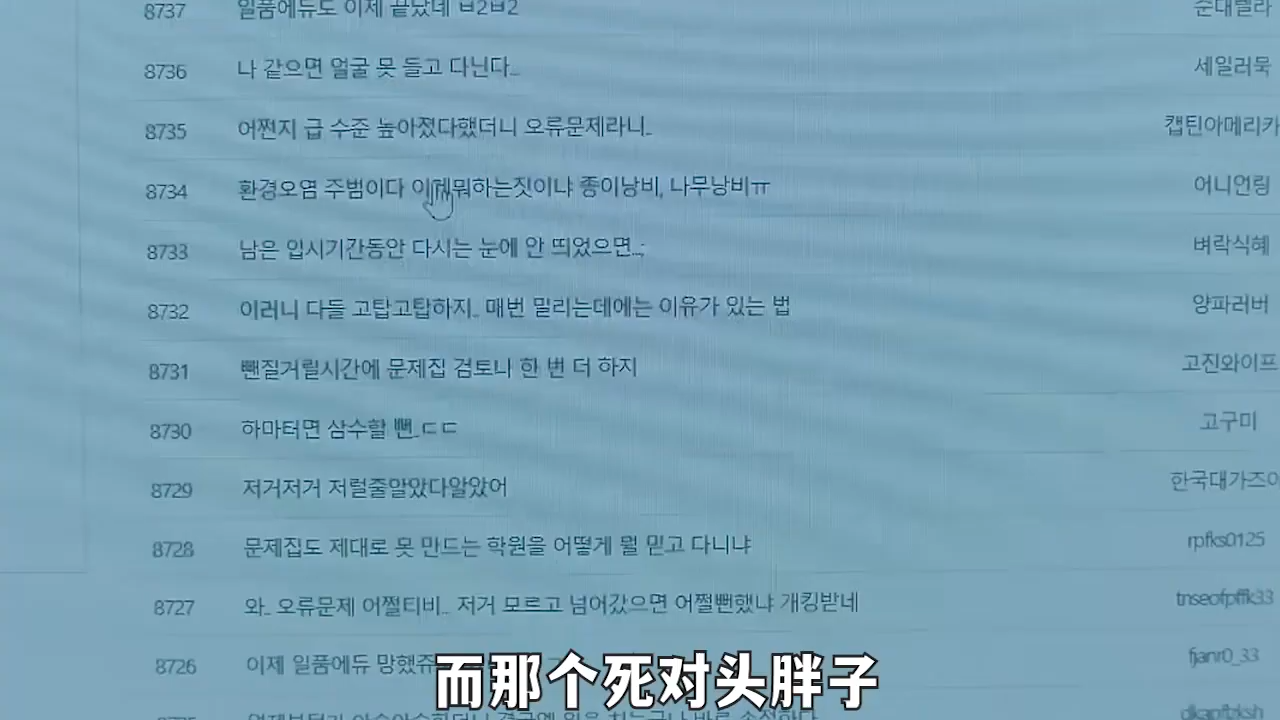 8737 일품에듀도 이제 끝났네 ㅂ2ㅂ2 순대렐라
8736 나 같으면 얼굴 못 들고 다닌다... 세일러묵
8735 어쩐지 급 수준 높아졌다했더니 오류문제라니.. 캡틴아메리카
8734 환경오염 주범이다 이게뭐하는짓이냐 종이낭비, 나무낭비ㅠ 어니언링
8733 남은 입시기간동안 다시는 눈에 안 띄었으면...; 벼락식혜
8732 이러니 다들 고탑고탑하지.. 매번 밀리는데에는 이유가 있는 법 양파러버
8731 뺀질거릴시간에 문제집 검토나 한 번 더 하지 고진와이프
8730 하마터면 삼수할 뻔..ㄷㄷ 고구미
8729 저거저거 저럴줄알았다알았어 한국대가즈아
8728 문제집도 제대로 못 만드는 학원을 어떻게 뭘 믿고 다니냐 rpfks0125
8727 와.. 오류문제 어쩔티비... 저거 모르고 넘어갔으면 어쩔뻔했냐 개킹받네 tnseofpffk33
8726 이제 일품에듀 망했쥬 fjanr0_33
而那个死对头胖子